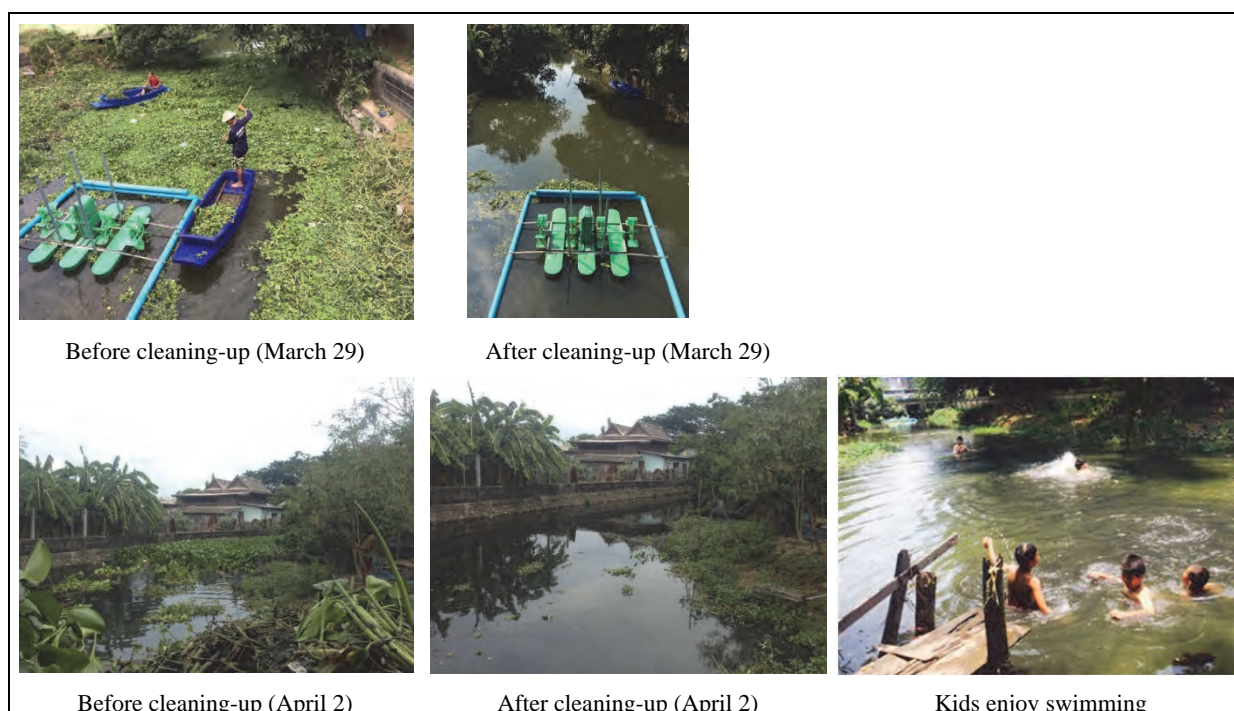 Before cleaning-up (March 29)
After cleaning-up (March 29)
Before cleaning-up (April 2)
After cleaning-up (April 2)
Kids enjoy swimming